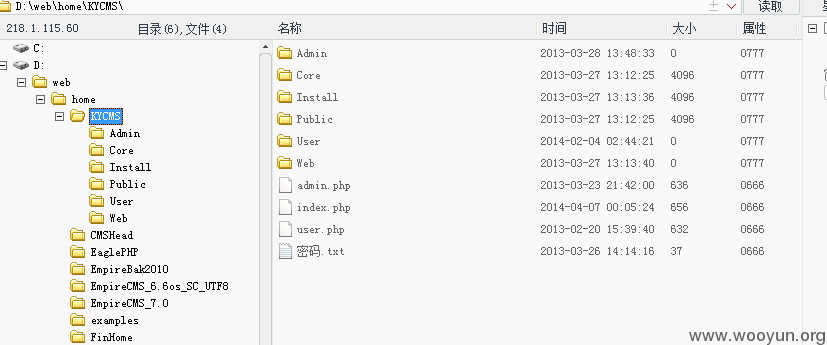 D:\web\home\KYCMS\ 读取
218.1.115.60 目录(6),文件(4) 名称 时间 大小 属性
C:
D:
web
home
KYCMS
Admin
Core
Install
Public
User
Web
CMSHead
EaglePHP
EmpireBak2010
EmpireCMS_6.6os_SC_UTF8
EmpireCMS_7.0
examples
FinHome
Admin 2013-03-28 13:48:33 0 0777
Core 2013-03-27 13:12:25 4096 0777
Install 2013-03-27 13:13:36 4096 0777
Public 2013-03-27 13:12:25 4096 0777
User 2014-02-04 02:44:21 0 0777
Web 2013-03-27 13:13:40 0 0777
admin.php 2013-03-23 21:42:00 636 0666
index.php 2014-04-07 00:05:24 656 0666
user.php 2013-02-20 15:39:40 632 0666
密码.txt 2013-03-26 14:14:16 37 0666
www.wooyun.org